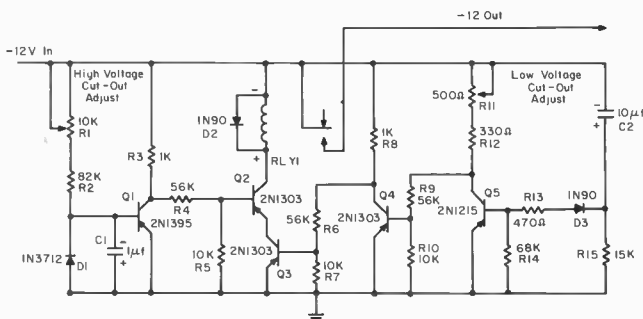 -12 Out
-12V In
High Voltage
Cut-Out
Adjust
Low Voltage
Cut-Out
Adjust
10K
R1
82K
R2
R3
1K
1N90
D2
RLY1
1K
R8
500Ω
R11
330Ω
R12
10μf
C2
Q1
2N1395
56K
R4
Q2
2N1303
2N1303
Q3
56K
R6
Q4
2N1303
R9
56K
Q5
2N1215
R13
470Ω
1N90
D3
1N3712
D1
C1
1μf
10K
R5
10K
R7
R10
10K
68K
R14
R15
15K